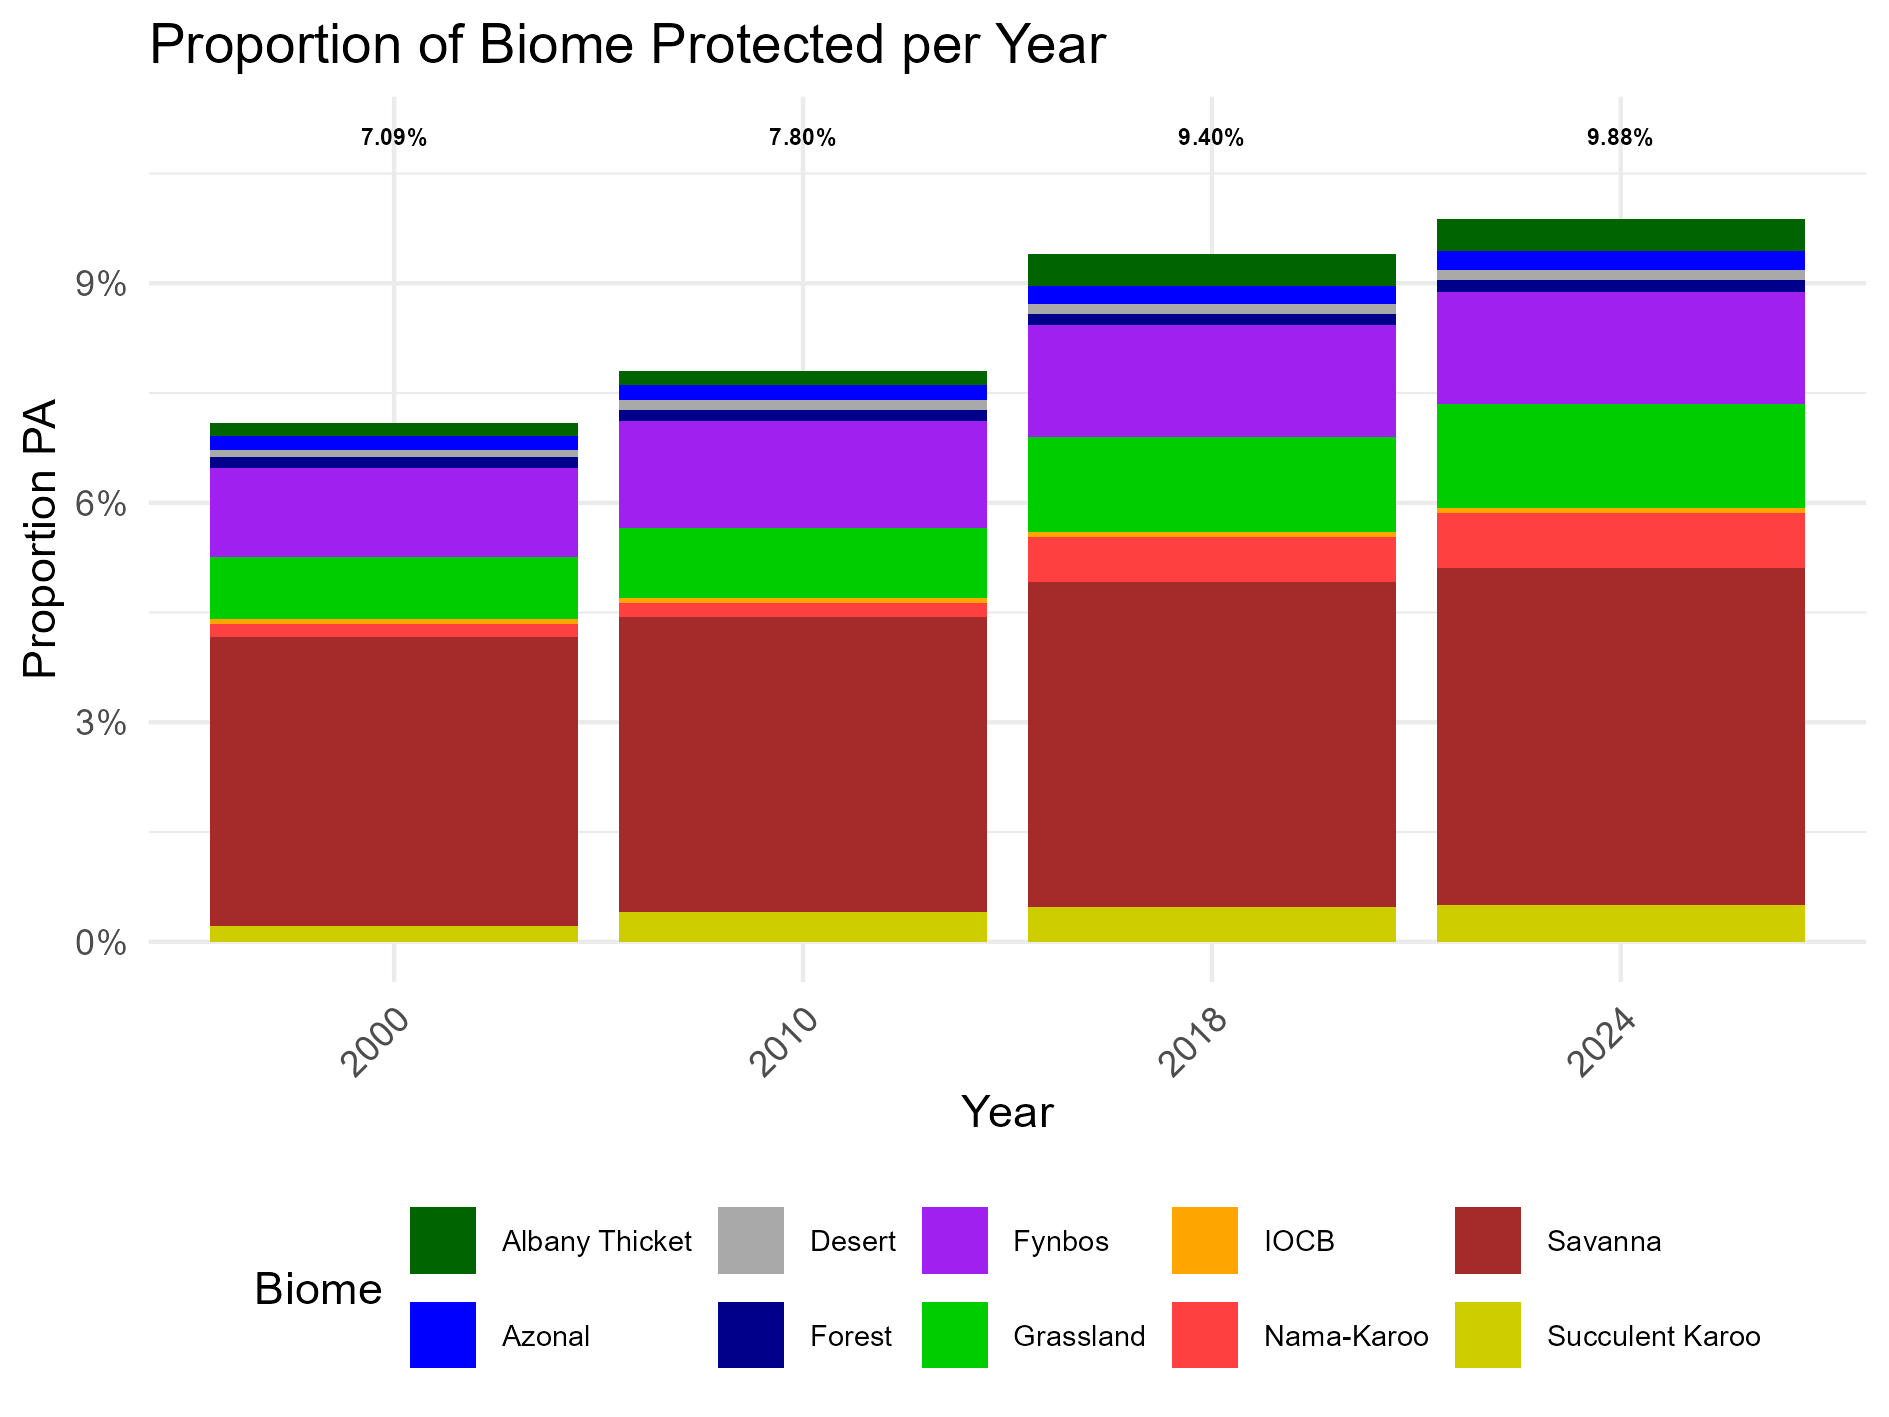 Proportion of Biome Protected per Year
7.09% 7.80% 9.40% 9.88%
Proportion PA
9%
6%
3%
0%
2000 2010 2018 2024
Year
Biome
Albany Thicket Desert Fynbos IOCB Savanna
Azonal Forest Grassland Nama-Karoo Succulent Karoo